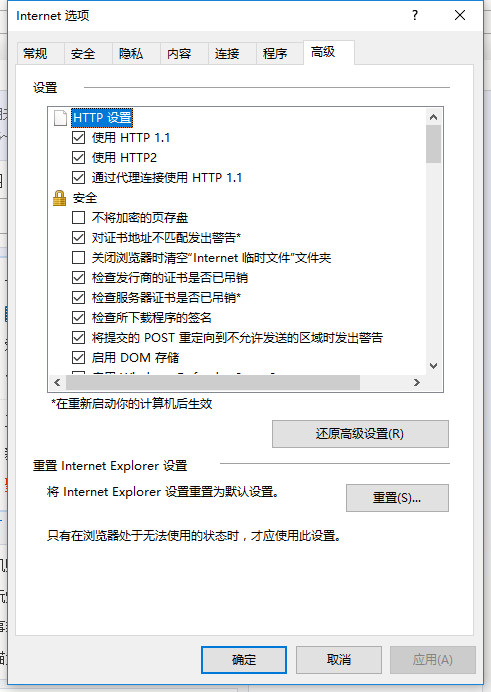 Internet 选项
常规 安全 隐私 内容 连接 程序 高级
设置
HTTP 设置
使用 HTTP 1.1
使用 HTTP2
通过代理连接使用 HTTP 1.1
安全
不将加密的页存盘
对证书地址不匹配发出警告*
关闭浏览器时清空“Internet 临时文件”文件夹
检查发行商的证书是否已吊销
检查服务器证书是否已吊销*
检查所下载程序的签名
将提交的 POST 重定向到不允许发送的区域时发出警告
启用 DOM 存储
*在重新启动你的计算机后生效
还原高级设置(R)
重置 Internet Explorer 设置
将 Internet Explorer 设置重置为默认设置。
重置(S)...
只有在浏览器处于无法使用的状态时，才应使用此设置。
确定 取消 应用(A)